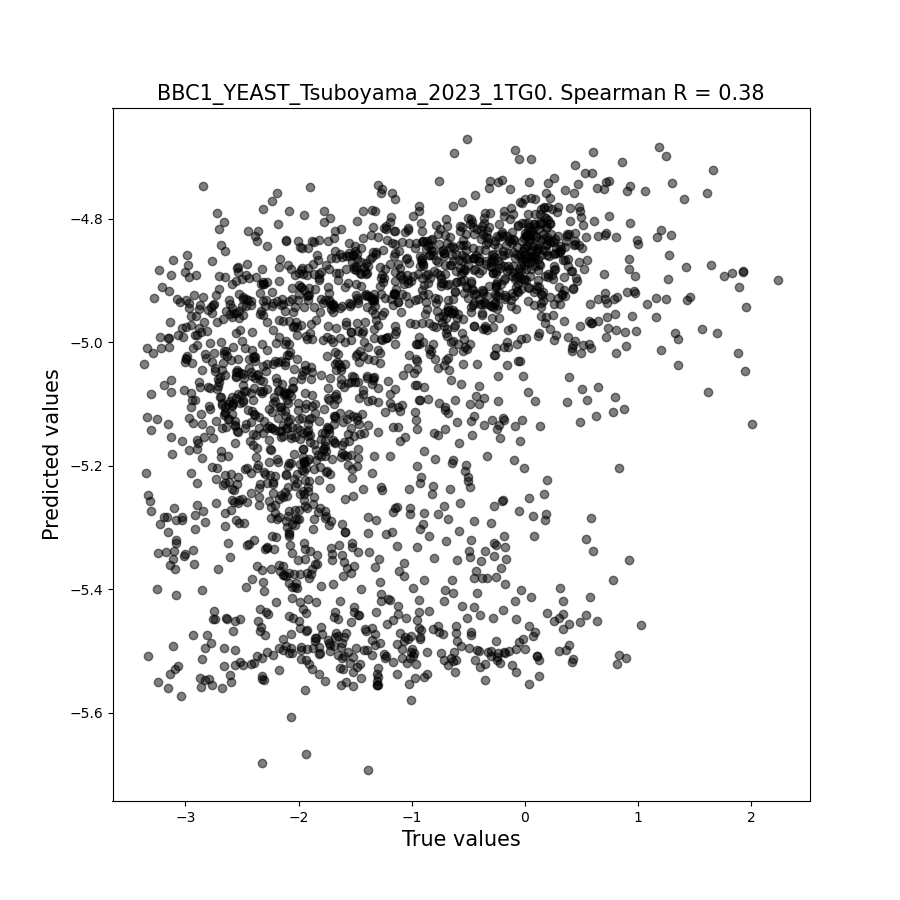 BBC1_YEAST_Tsuboyama_2023_1TG0. Spearman R = 0.38
Predicted values
−4.8
−5.0
−5.2
−5.4
−5.6
−3 −2 −1 0 1 2
True values